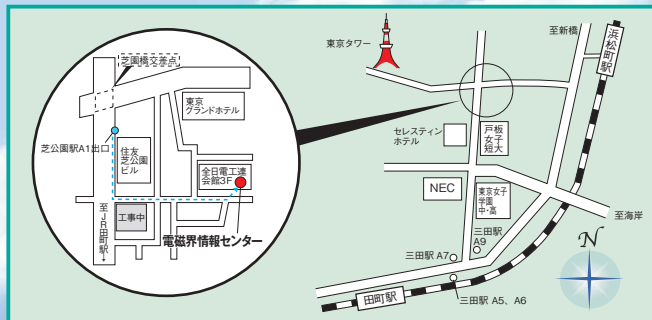 芝園橋交差点
東京
グランドホテル
芝公園駅A1出口
住友
芝公園
ビル
全日電工連
会館3F
工事中
電磁界情報センター
至JR田町駅
東京タワー
至新橋
浜松町駅
セレスティン
ホテル
戸板
女子
短大
NEC
東京女子
学園
中・高
至海岸
三田駅
A9
三田駅 A7
田町駅
三田駅 A5、A6
N